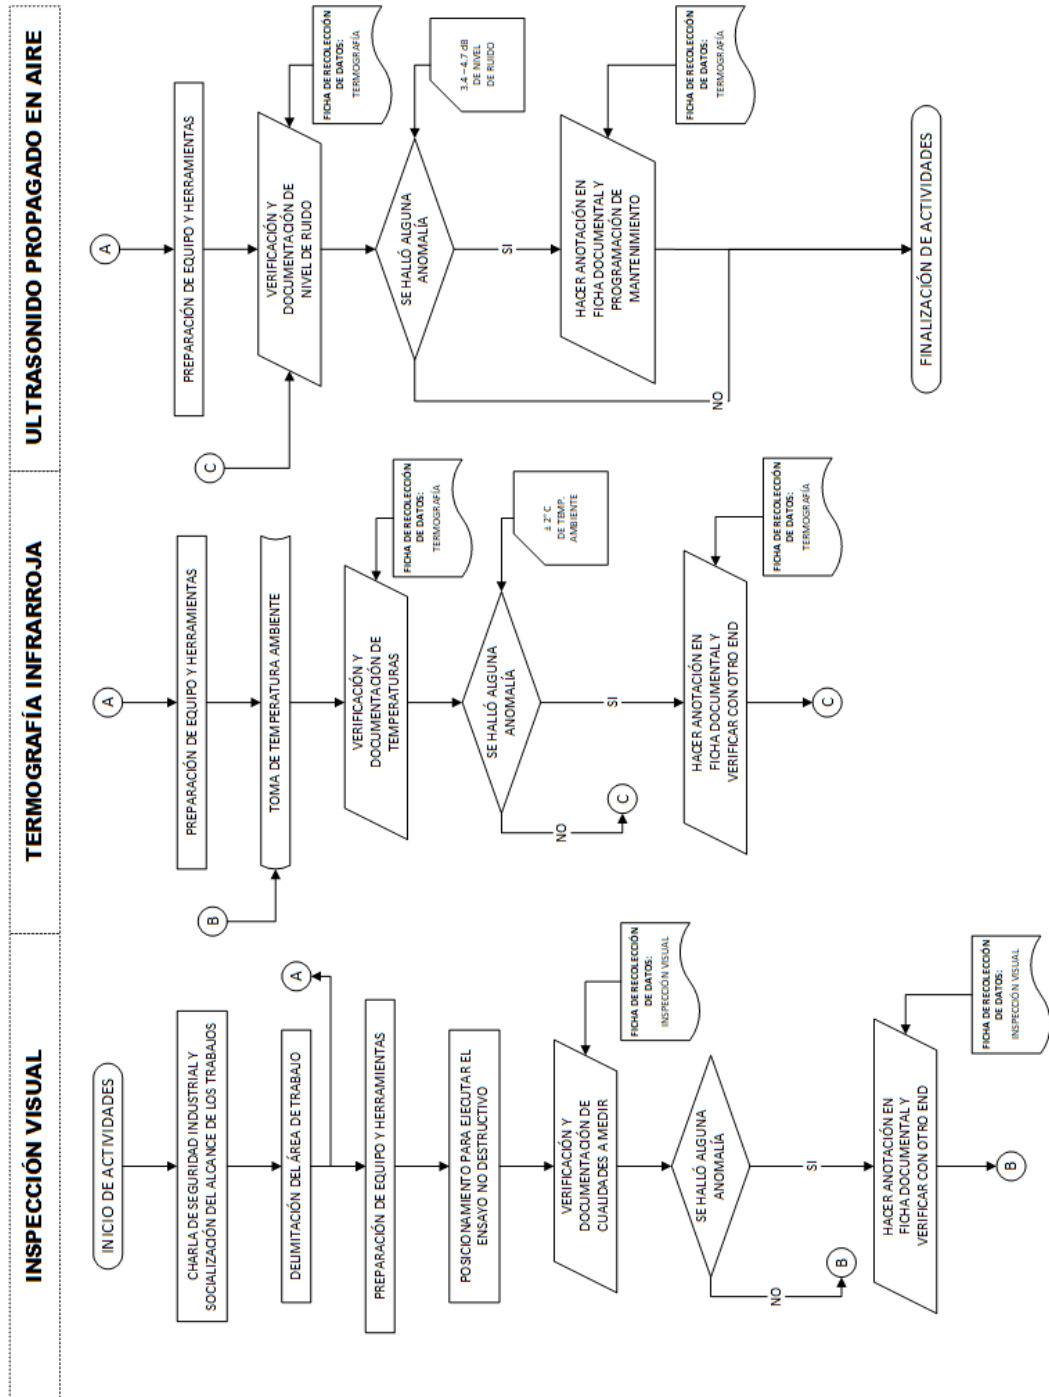 INSPECCIÓN VISUAL
INICIO DE ACTIVIDADES
CHARLA DE SEGURIDAD INDUSTRIAL Y
SOCIALIZACIÓN DEL ALCANCE DE LOS TRABAJOS
DELIMITACIÓN DEL ÁREA DE TRABAJO
A
PREPARACIÓN DE EQUIPO Y HERRAMIENTAS
POSICIONAMIENTO PARA EJECUTAR EL
ENSAYO NO DESTRUCTIVO
VERIFICACIÓN Y
DOCUMENTACIÓN DE
CUALIDADES A MEDIR
FICHA DE RECOLECCIÓN
DE DATOS:
INSPECCIÓN VISUAL
SE HALLÓ ALGUNA
ANOMALÍA
NO
B
SI
HACER ANOTACIÓN EN
FICHA DOCUMENTAL Y
VERIFICAR CON OTRO END
FICHA DE RECOLECCIÓN
DE DATOS:
INSPECCIÓN VISUAL
B
TERMOGRAFÍA INFRARROJA
A
PREPARACIÓN DE EQUIPO Y HERRAMIENTAS
B
TOMA DE TEMPERATURA AMBIENTE
VERIFICACIÓN Y
DOCUMENTACIÓN DE
TEMPERATURAS
FICHA DE RECOLECCIÓN
DE DATOS:
TERMOGRAFÍA
SE HALLÓ ALGUNA
ANOMALÍA
± 2° C
DE TEMP.
AMBIENTE
NO
C
SI
HACER ANOTACIÓN EN
FICHA DOCUMENTAL Y
VERIFICAR CON OTRO END
FICHA DE RECOLECCIÓN
DE DATOS:
TERMOGRAFÍA
C
ULTRASONIDO PROPAGADO EN AIRE
A
PREPARACIÓN DE EQUIPO Y HERRAMIENTAS
C
VERIFICACIÓN Y
DOCUMENTACIÓN DE
NIVEL DE RUIDO
FICHA DE RECOLECCIÓN
DE DATOS:
TERMOGRAFÍA
SE HALLÓ ALGUNA
ANOMALÍA
3.4 – 4.7 dB
DE NIVEL
DE RUIDO
SI
HACER ANOTACIÓN EN
FICHA DOCUMENTAL Y
PROGRAMACIÓN DE
MANTENIMIENTO
FICHA DE RECOLECCIÓN
DE DATOS:
TERMOGRAFÍA
NO
FINALIZACIÓN DE ACTIVIDADES